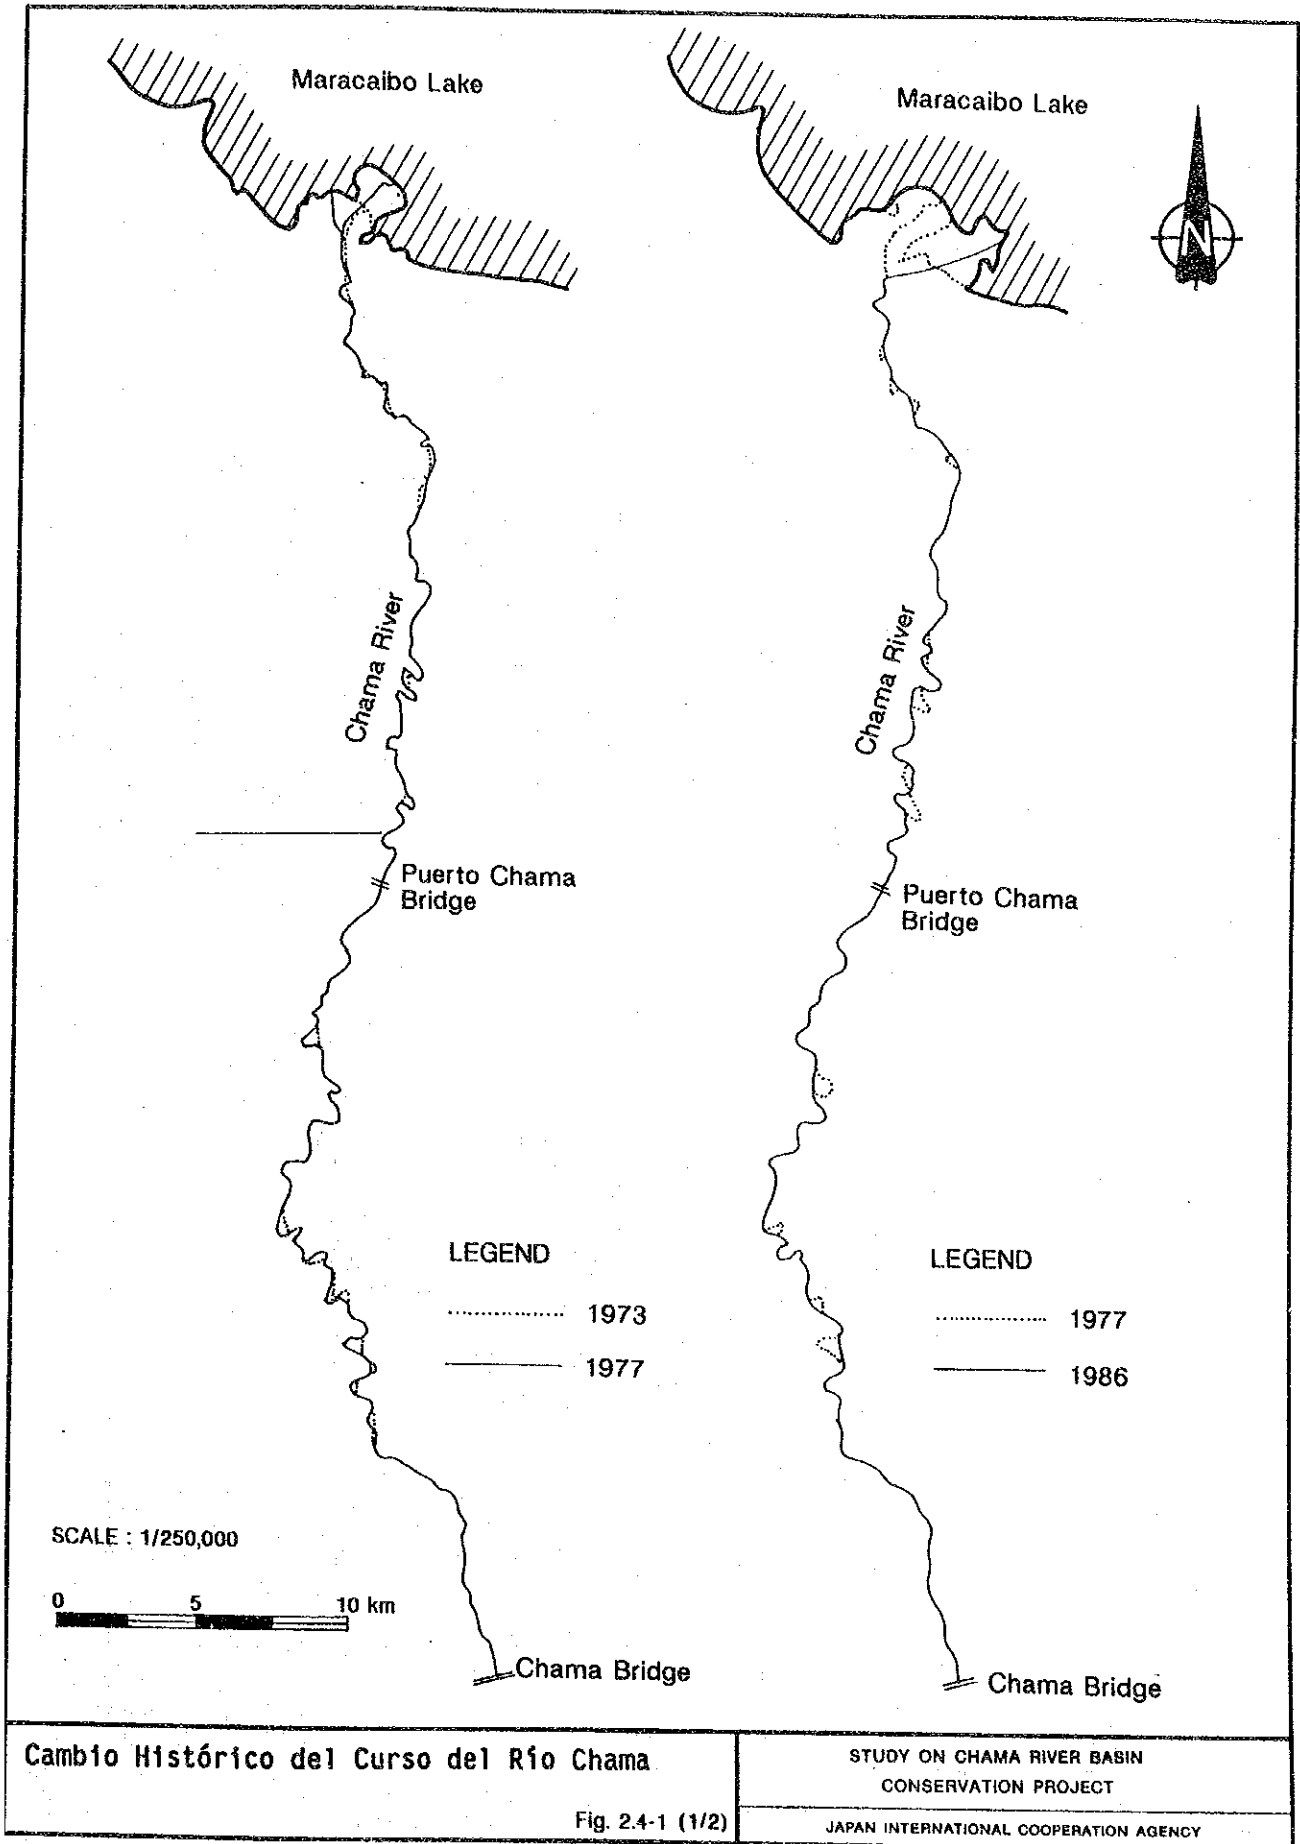 Maracaibo Lake
Maracaibo Lake
N
Chama River
Chama River
Puerto Chama
Bridge
Puerto Chama
Bridge
LEGEND
1973
1977
LEGEND
1977
1986
SCALE : 1/250,000
0 5 10 km
Chama Bridge
Chama Bridge
Cambio Histórico del Curso del Río Chama
Fig. 2.4-1 (1/2)
STUDY ON CHAMA RIVER BASIN
CONSERVATION PROJECT
JAPAN INTERNATIONAL COOPERATION AGENCY